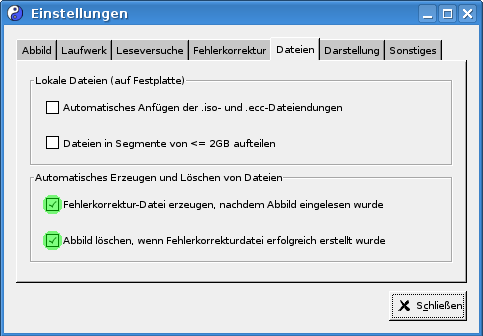 Einstellungen
Abbild Laufwerk Leseversuche Fehlerkorrektur Dateien Darstellung Sonstiges
Lokale Dateien (auf Festplatte)
Automatisches Anfügen der .iso- und .ecc-Dateiendungen
Dateien in Segmente von <= 2GB aufteilen
Automatisches Erzeugen und Löschen von Dateien
Fehlerkorrektur-Datei erzeugen, nachdem Abbild eingelesen wurde
Abbild löschen, wenn Fehlerkorrekturdatei erfolgreich erstellt wurde
Schließen